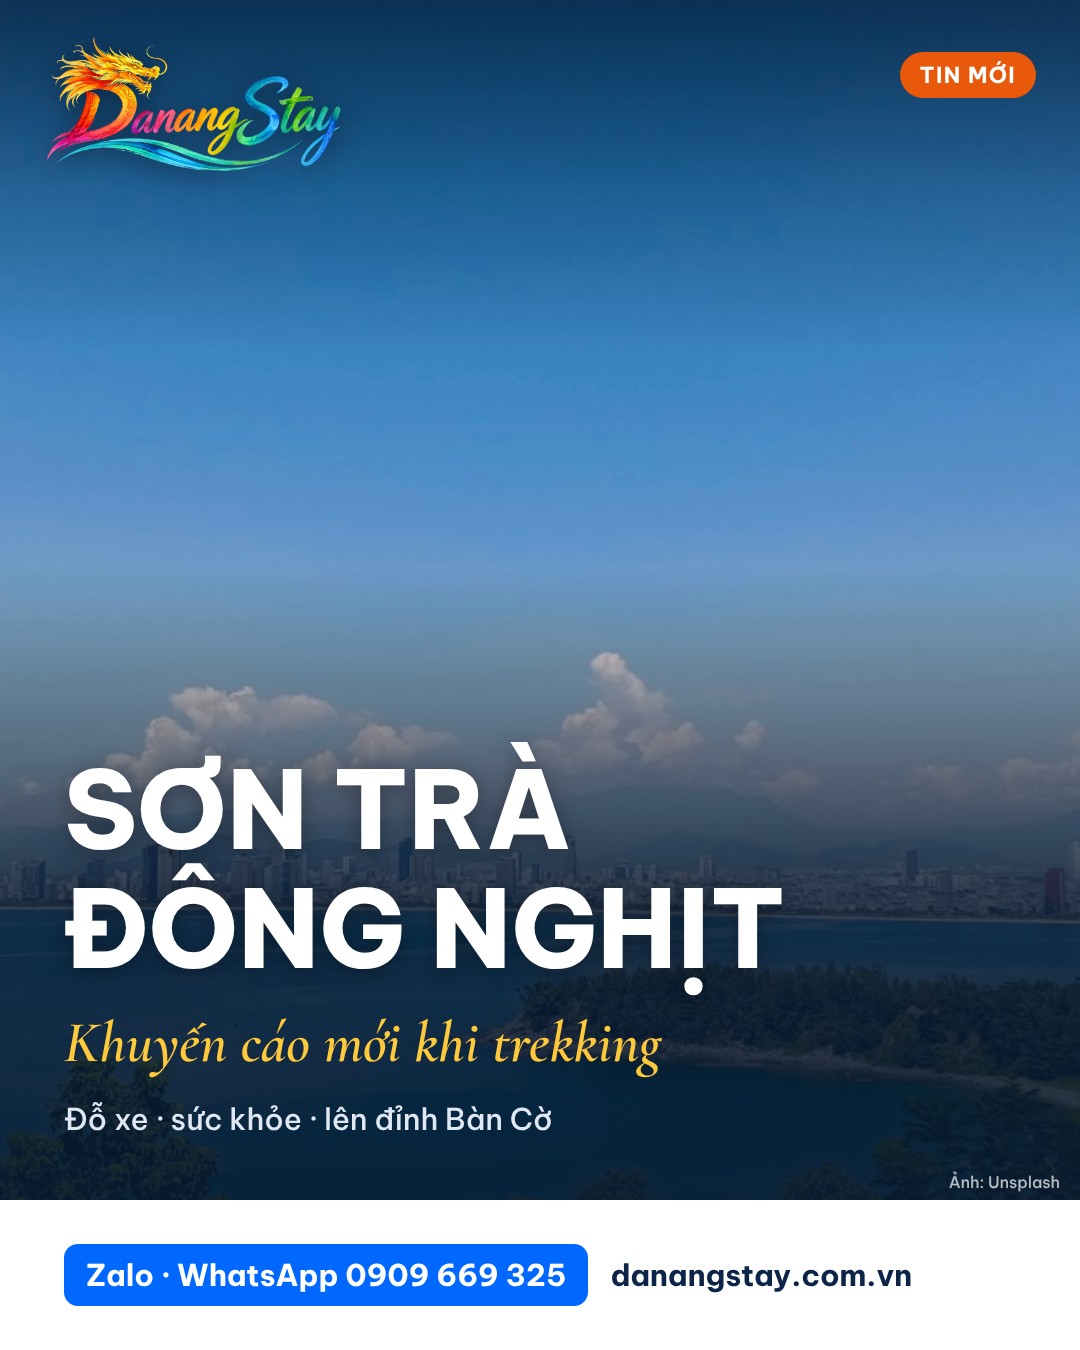 DanangStay
TIN MỚI
SƠN TRÀ
ĐÔNG NGHỊT
Khuyến cáo mới khi trekking
Đỗ xe · sức khỏe · lên đỉnh Bàn Cờ
Ảnh: Unsplash
Zalo · WhatsApp 0909 669 325
danangstay.com.vn